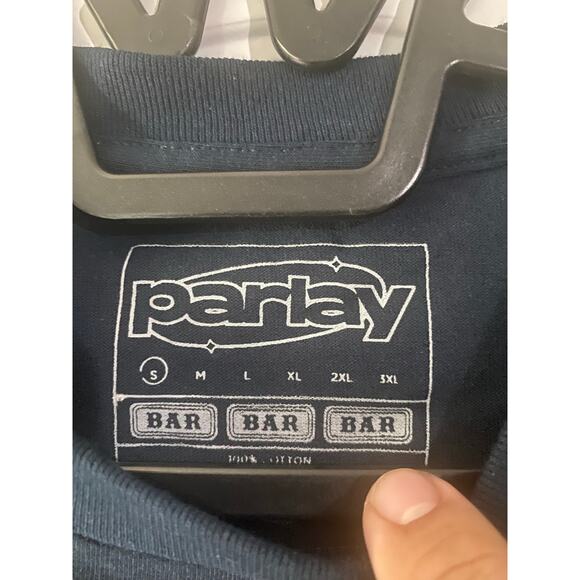 parlay
S M L XL 2XL 3XL
BAR BAR BAR
100% COTTON